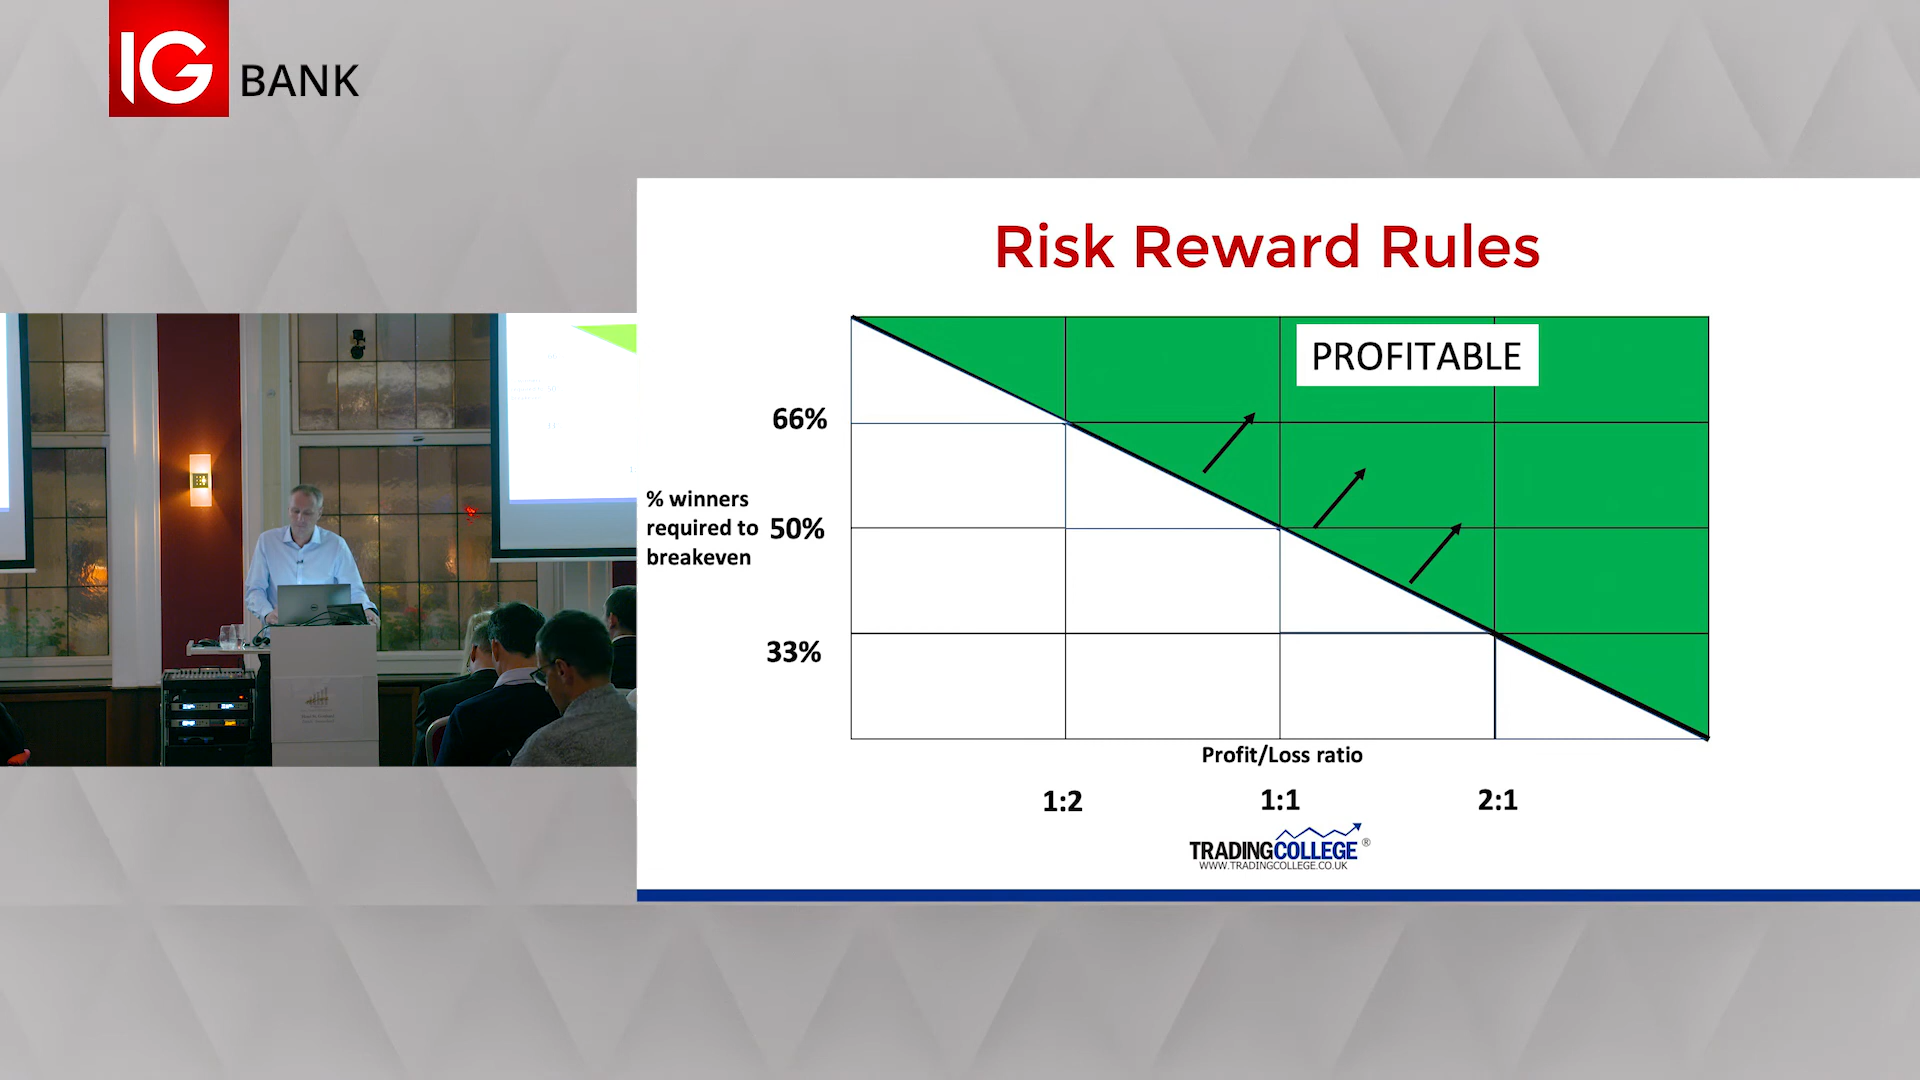 IG BANK
Risk Reward Rules
PROFITABLE
66%
% winners
required to
breakeven
50%
33%
Profit/Loss ratio
1:2
1:1
2:1
TRADINGCOLLEGE ®
WWW.TRADINGCOLLEGE.CO.UK